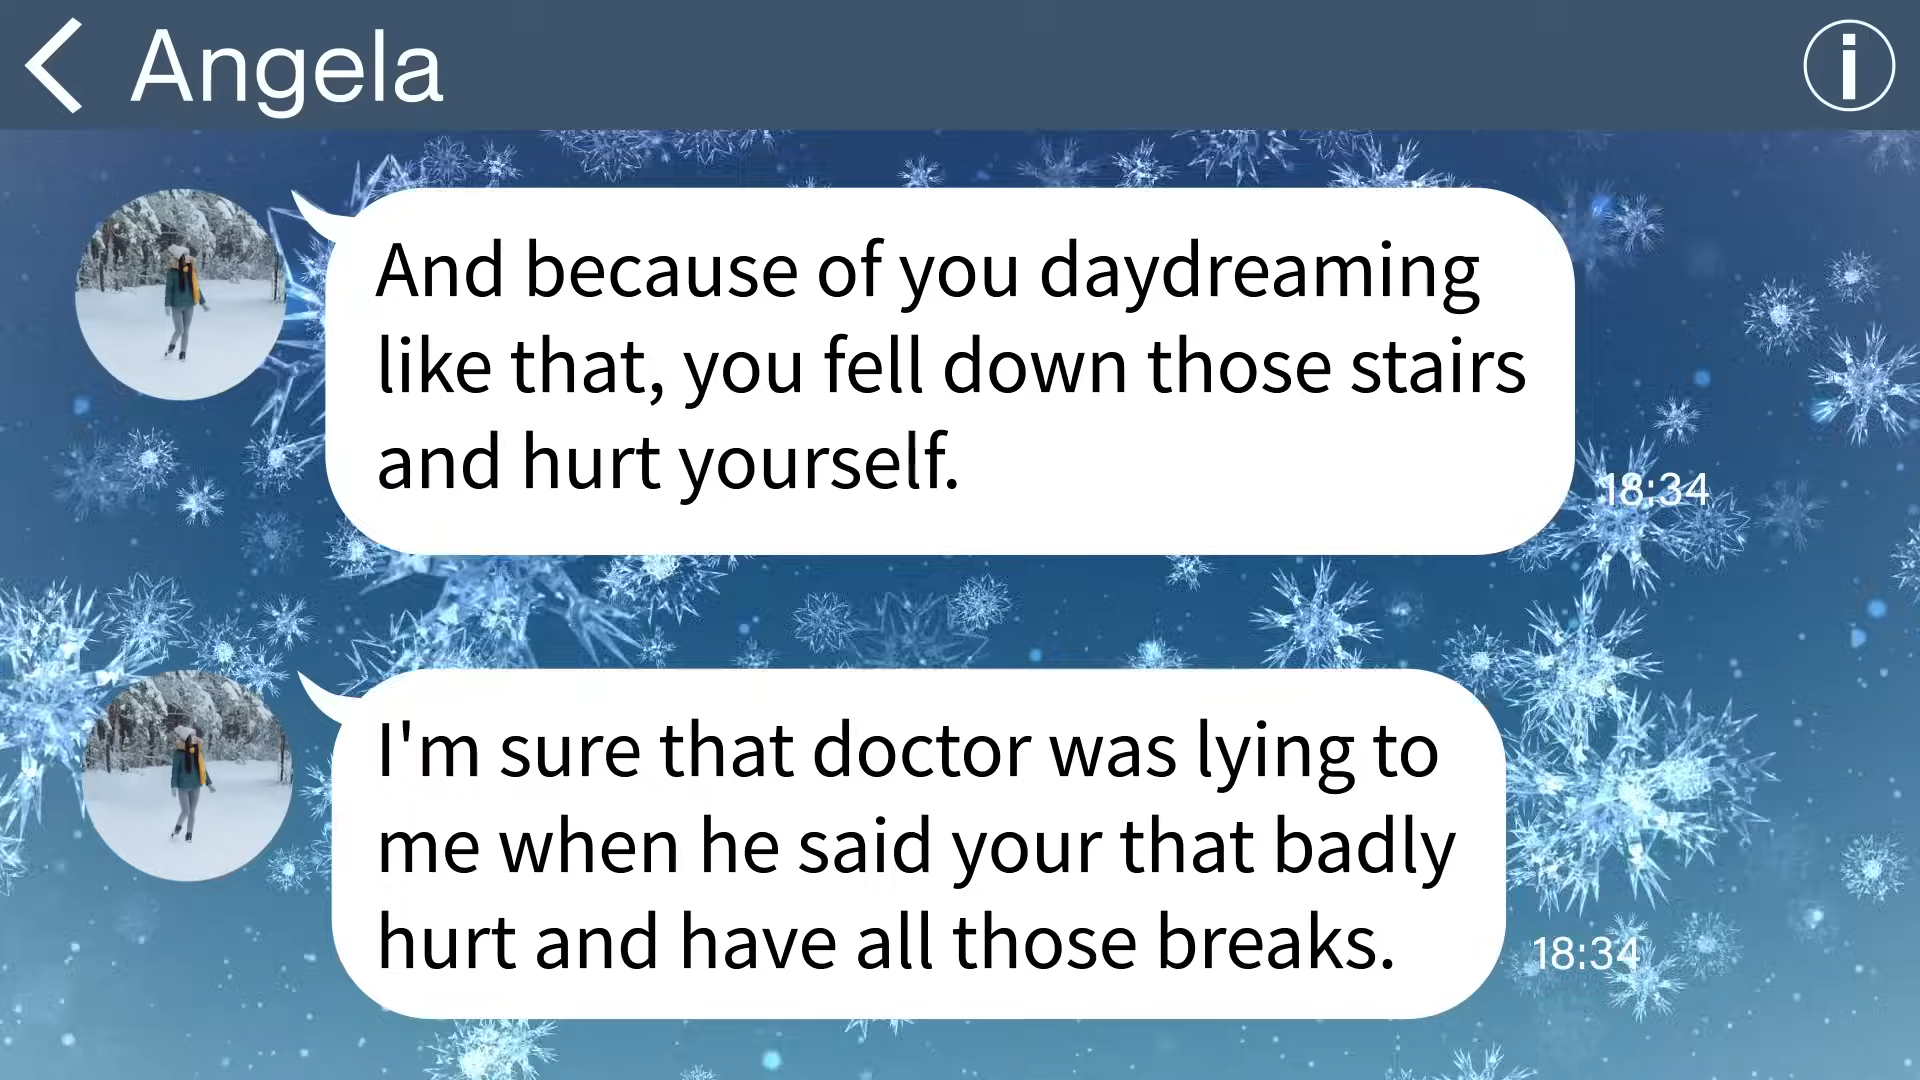 Angela
And because of you daydreaming
like that, you fell down those stairs
and hurt yourself.
18:34
I'm sure that doctor was lying to
me when he said your that badly
hurt and have all those breaks.
18:34